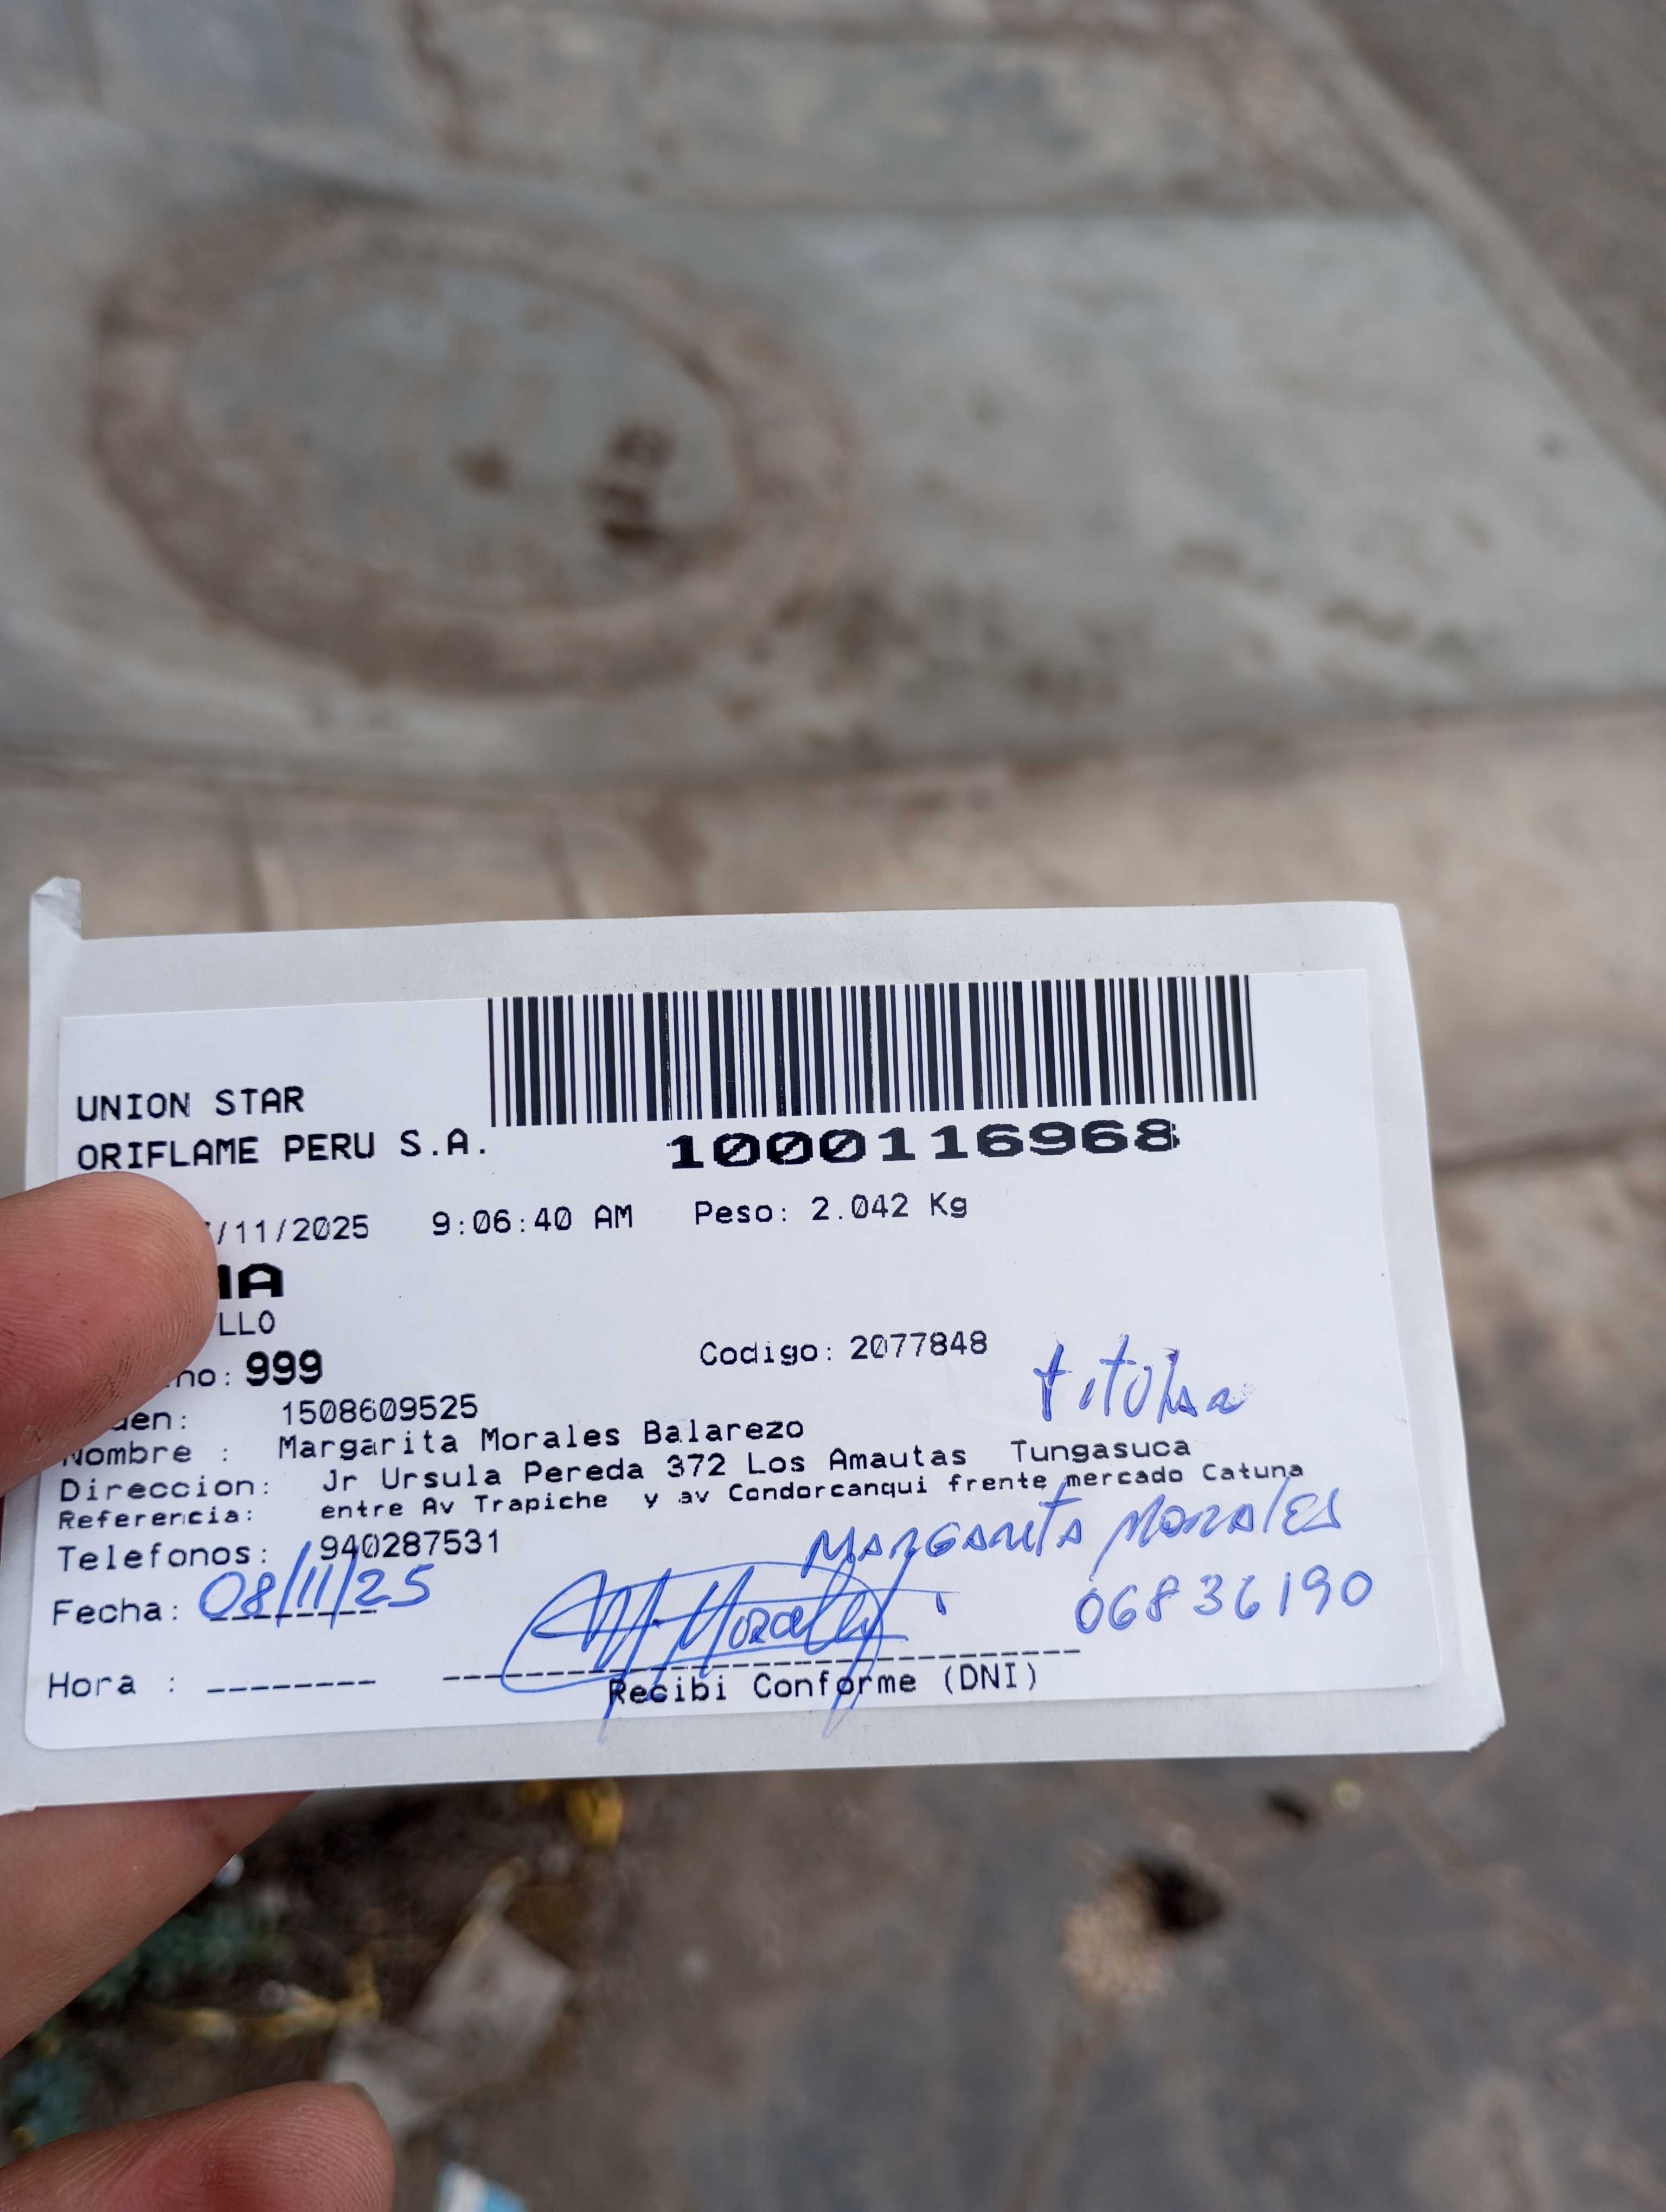 UNION STAR
ORIFLAME PERU S.A.
1000116968
/11/2025 9:06:40 AM Peso: 2.042 Kg
MA
LLO
no: 999 Codigo: 2077848
titular
den: 1508609525
Nombre : Margarita Morales Balarezo
Direccion: Jr Ursula Pereda 372 Los Amautas Tungasuca
Referencia: entre Av Trapiche y av Condorcanqui frente mercado Catuna
Telefonos: 940287531
MARGARITA MORALES
Fecha: 08/11/25
M Morales
06836190
Hora :
Recibi Conforme (DNI)